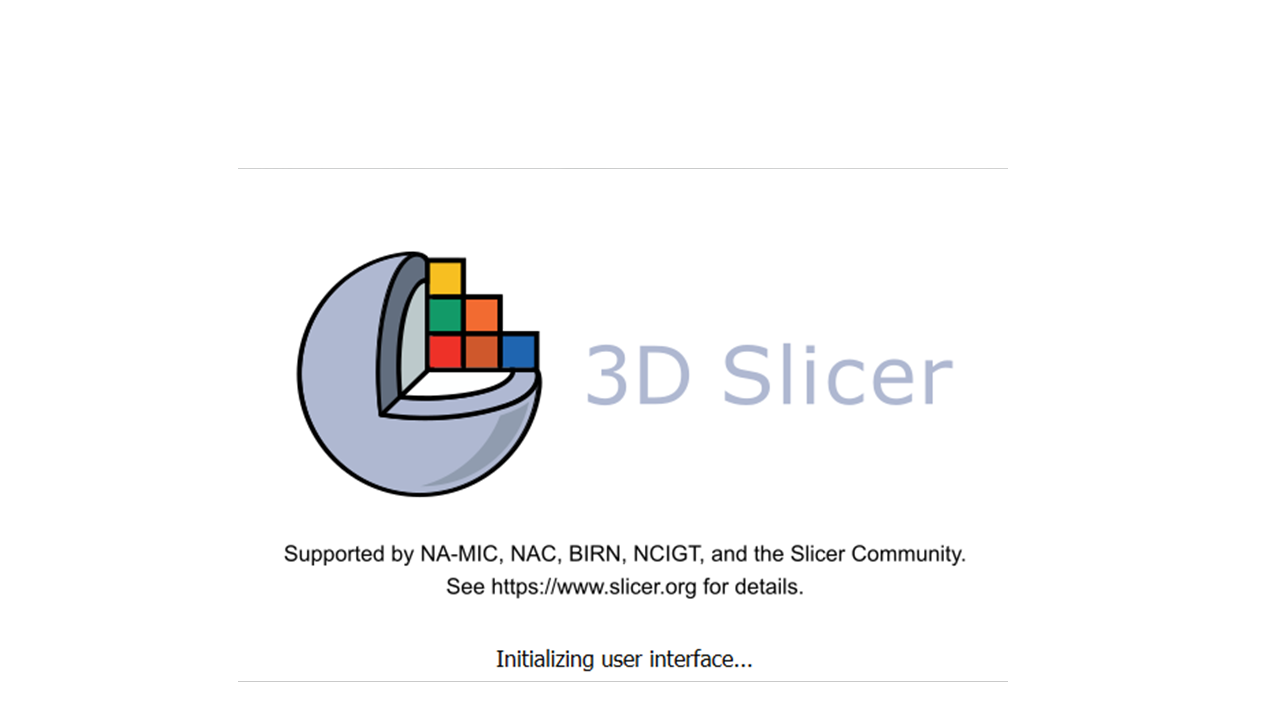 3D Slicer
Supported by NA-MIC, NAC, BIRN, NCIGT, and the Slicer Community.
See https://www.slicer.org for details.
Initializing user interface...